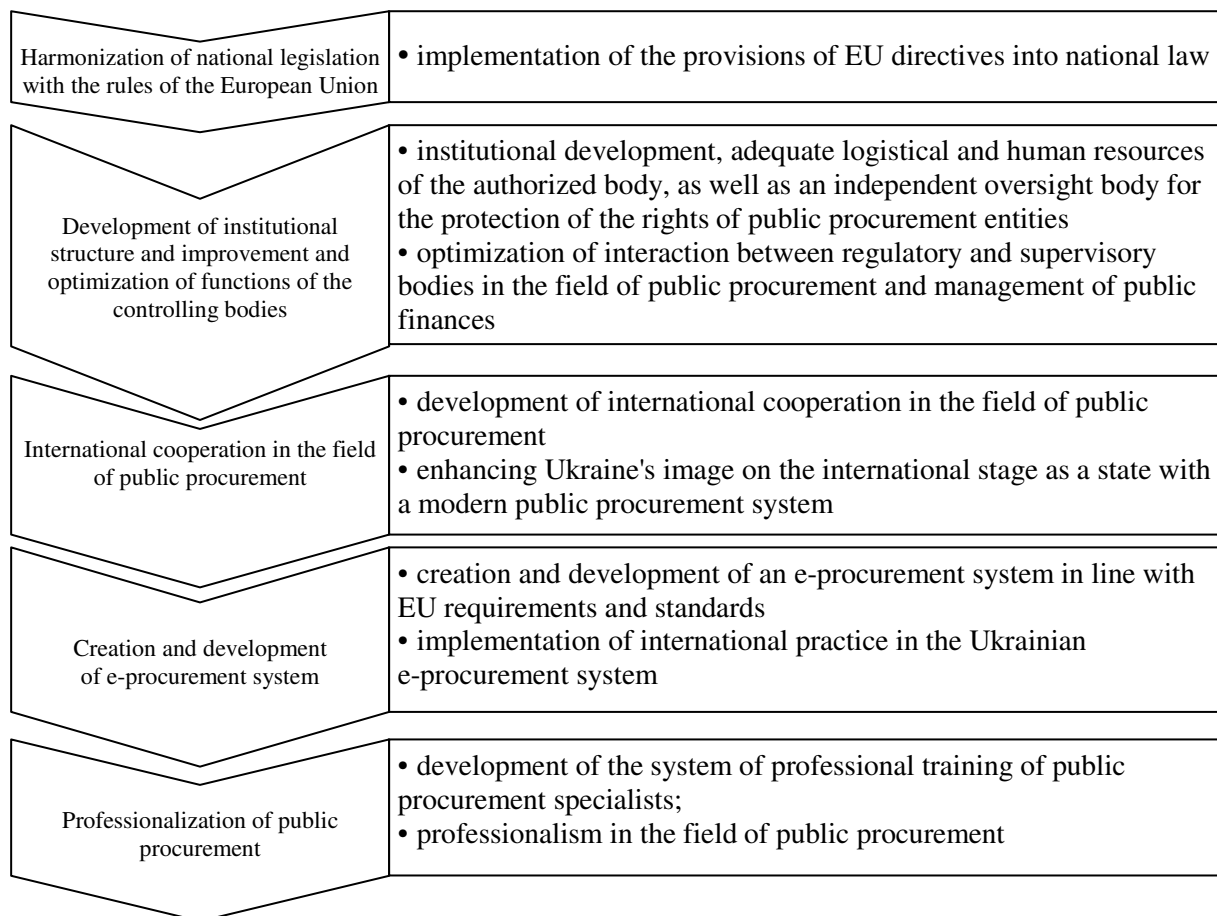 Harmonization of national legislation
with the rules of the European Union
• implementation of the provisions of EU directives into national law
Development of institutional
structure and improvement and
optimization of functions of the
controlling bodies
• institutional development, adequate logistical and human resources
of the authorized body, as well as an independent oversight body for
the protection of the rights of public procurement entities
• optimization of interaction between regulatory and supervisory
bodies in the field of public procurement and management of public
finances
International cooperation in the field
of public procurement
• development of international cooperation in the field of public
procurement
• enhancing Ukraine's image on the international stage as a state with
a modern public procurement system
Creation and development
of e-procurement system
• creation and development of an e-procurement system in line with
EU requirements and standards
• implementation of international practice in the Ukrainian
e-procurement system
Professionalization of public
procurement
• development of the system of professional training of public
procurement specialists;
• professionalism in the field of public procurement